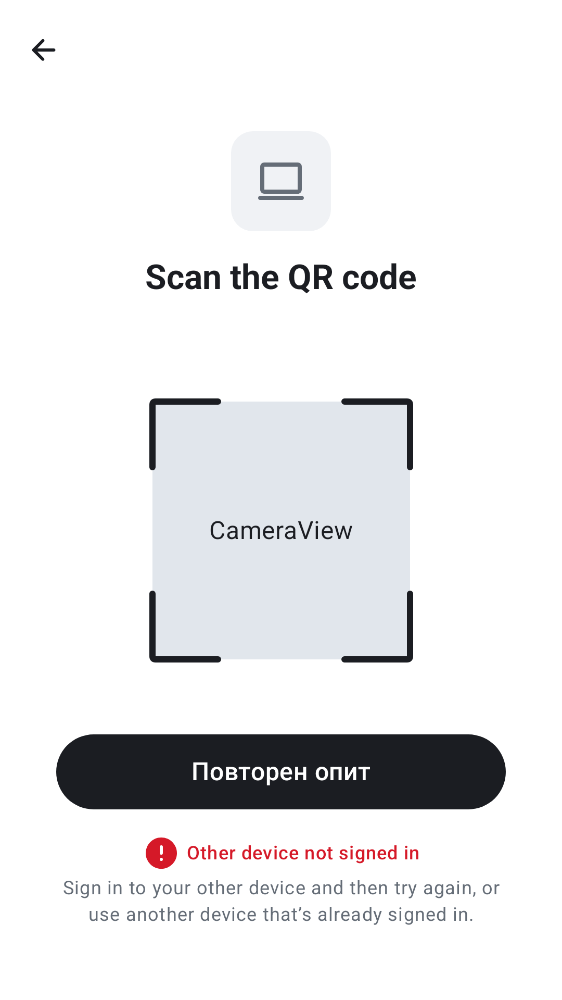 Scan the QR code
CameraView
Повторен опит
Other device not signed in
Sign in to your other device and then try again, or
use another device that’s already signed in.